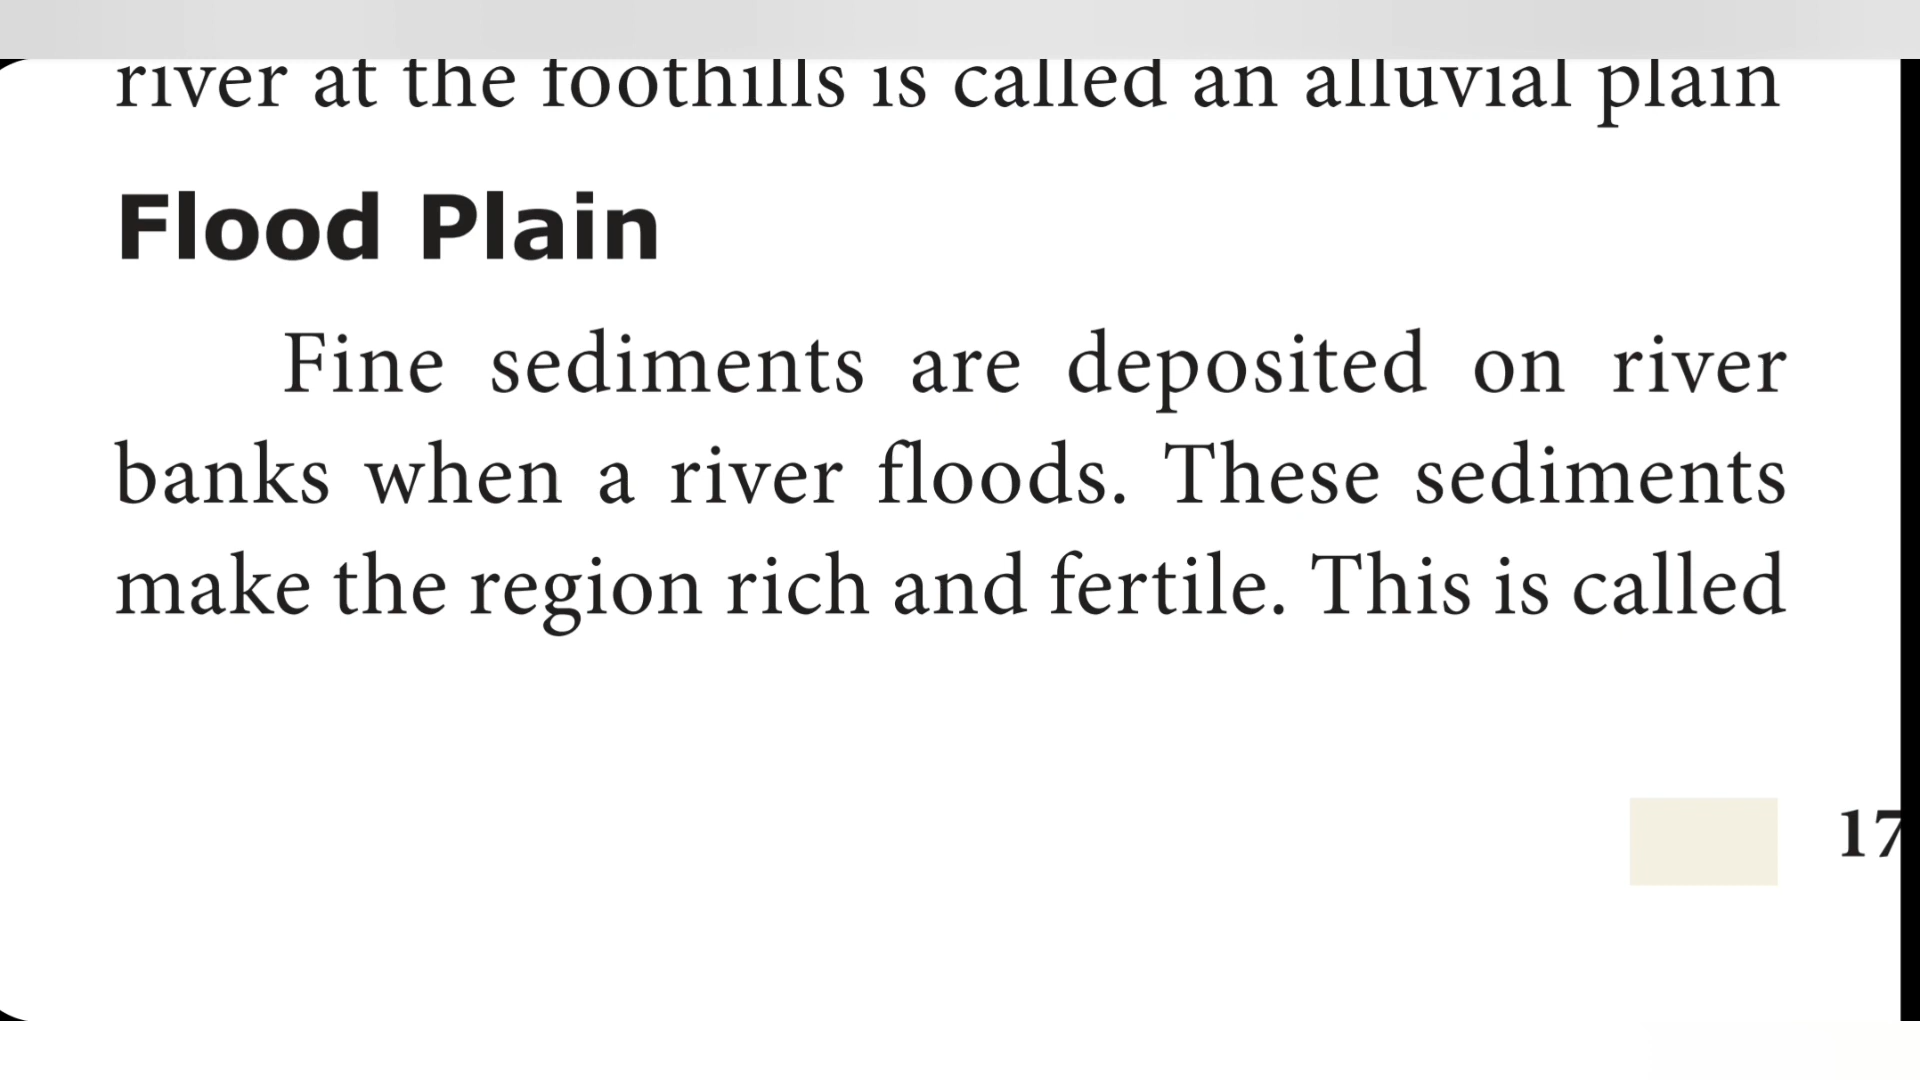 river at the foothills is called an alluvial plain
Flood Plain
Fine sediments are deposited on river
banks when a river floods. These sediments
make the region rich and fertile. This is called
17